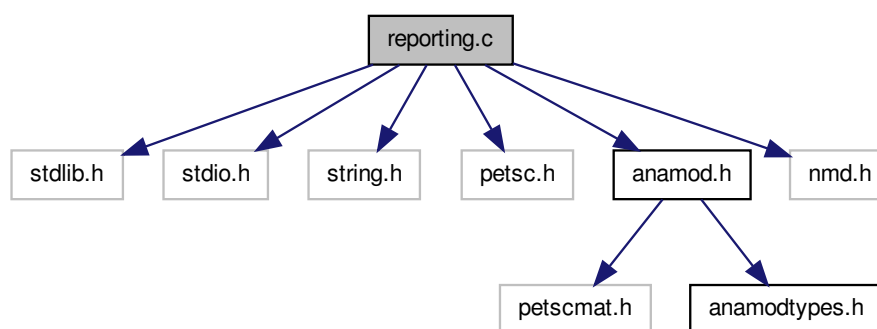 reporting.c
stdlib.h
stdio.h
string.h
petsc.h
anamod.h
nmd.h
petscmat.h
anamodtypes.h